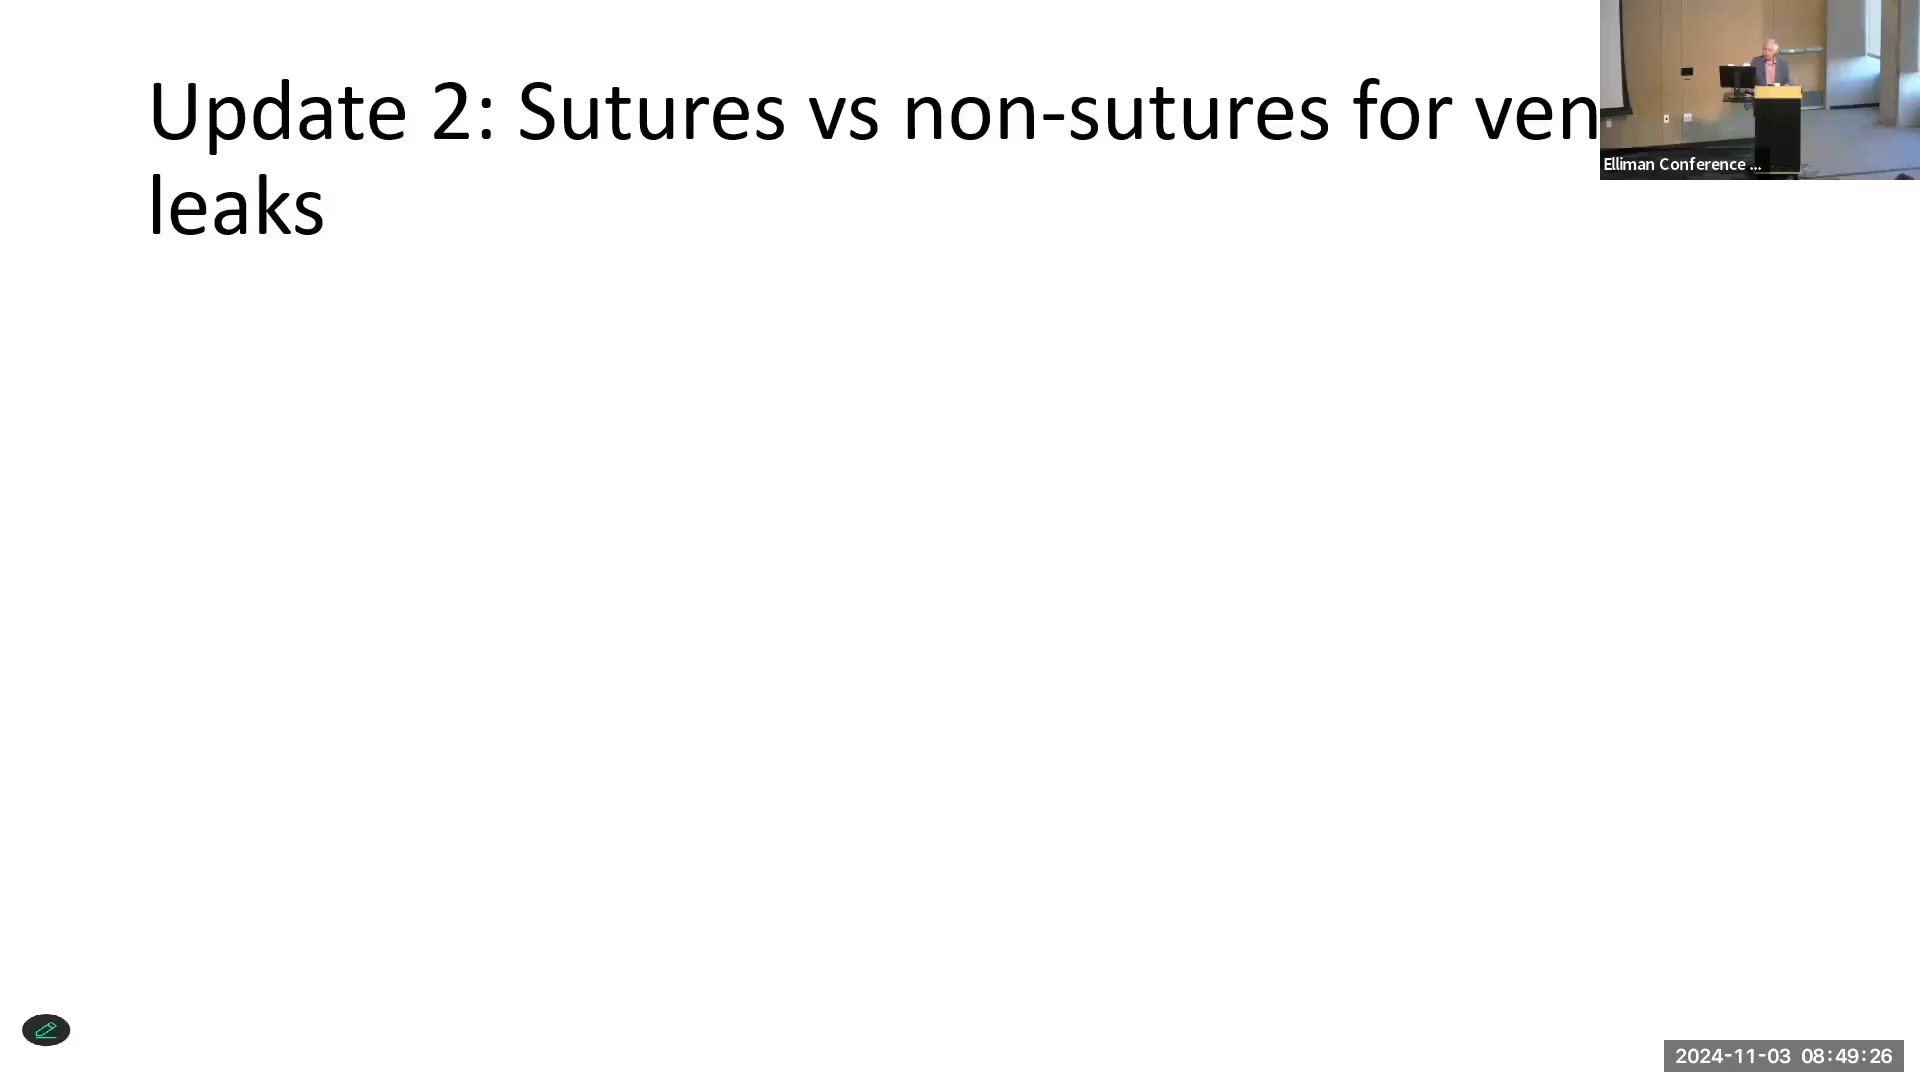 Update 2: Sutures vs non-sutures for ven
leaks
Elliman Conference ...
2024-11-03 08:49:26